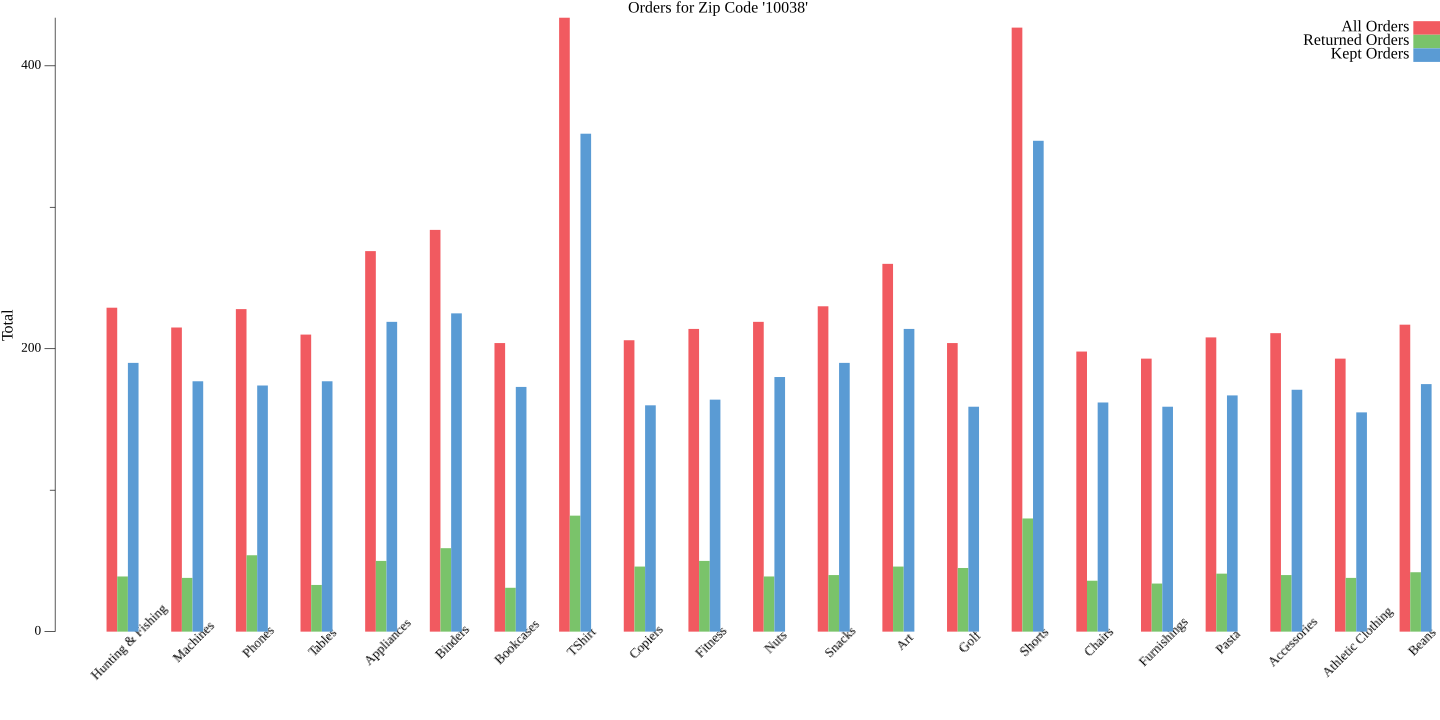 Orders for Zip Code '10038'
All Orders
Returned Orders
Kept Orders
Total
400
200
0
Hunting & Fishing
Machines
Phones
Tables
Appliances
Binders
Bookcases
TShirt
Copiers
Fitness
Nuts
Snacks
Art
Golf
Shorts
Chairs
Furnishings
Pasta
Accessories
Athletic Clothing
Beans